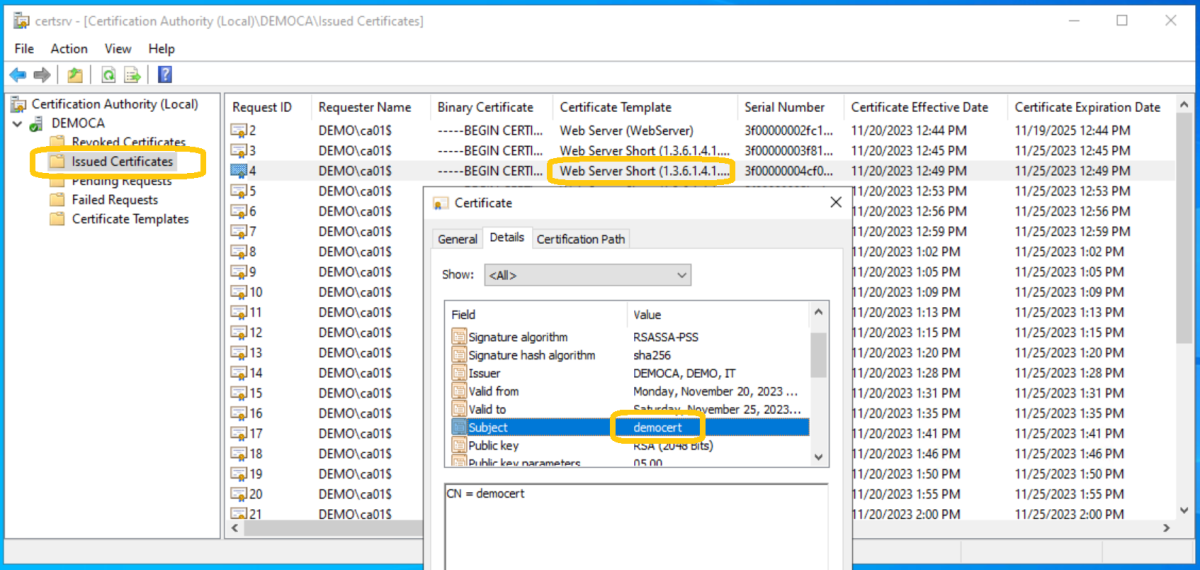 certsrv - [Certification Authority (Local)\DEMOCA\Issued Certificates]
File Action View Help
Certification Authority (Local)
DEMOCA
Revoked Certificates
Issued Certificates
Pending Requests
Failed Requests
Certificate Templates
Request ID Requester Name Binary Certificate Certificate Template Serial Number Certificate Effective Date Certificate Expiration Date
2 DEMO\ca01$ -----BEGIN CERTI... Web Server (WebServer) 3f00000002fc1... 11/20/2023 12:44 PM 11/19/2025 12:44 PM
3 DEMO\ca01$ -----BEGIN CERTI... Web Server Short (1.3.6.1.4.1.... 3f00000003f81... 11/20/2023 12:49 PM 11/25/2023 12:49 PM
4 DEMO\ca01$ -----BEGIN CERTI... Web Server Short (1.3.6.1.4.1.... 3f00000004cf0... 11/20/2023 12:49 PM 11/25/2023 12:49 PM
5 DEMO\ca01$ 11/20/2023 12:53 PM 11/25/2023 12:53 PM
6 DEMO\ca01$ 11/20/2023 12:56 PM 11/25/2023 12:56 PM
7 DEMO\ca01$ 11/20/2023 12:59 PM 11/25/2023 12:59 PM
8 DEMO\ca01$ 11/20/2023 1:02 PM 11/25/2023 1:02 PM
9 DEMO\ca01$ 11/20/2023 1:05 PM 11/25/2023 1:05 PM
10 DEMO\ca01$ 11/20/2023 1:09 PM 11/25/2023 1:09 PM
11 DEMO\ca01$ 11/20/2023 1:13 PM 11/25/2023 1:13 PM
12 DEMO\ca01$ 11/20/2023 1:15 PM 11/25/2023 1:15 PM
13 DEMO\ca01$ 11/20/2023 1:20 PM 11/25/2023 1:20 PM
14 DEMO\ca01$ 11/20/2023 1:28 PM 11/25/2023 1:28 PM
15 DEMO\ca01$ 11/20/2023 1:31 PM 11/25/2023 1:31 PM
16 DEMO\ca01$ 11/20/2023 1:35 PM 11/25/2023 1:35 PM
17 DEMO\ca01$ 11/20/2023 1:41 PM 11/25/2023 1:41 PM
18 DEMO\ca01$ 11/20/2023 1:46 PM 11/25/2023 1:46 PM
19 DEMO\ca01$ 11/20/2023 1:50 PM 11/25/2023 1:50 PM
20 DEMO\ca01$ 11/20/2023 1:55 PM 11/25/2023 1:55 PM
21 DEMO\ca01$ 11/20/2023 2:00 PM 11/25/2023 2:00 PM
Certificate
General Details Certification Path
Show: <All>
Field Value
Signature algorithm RSASSA-PSS
Signature hash algorithm sha256
Issuer DEMOCA, DEMO, IT
Valid from Monday, November 20, 2023 ...
Valid to Saturday, November 25, 2023...
Subject democert
Public key RSA (2048 Bits)
Public key parameters 05 00
CN = democert